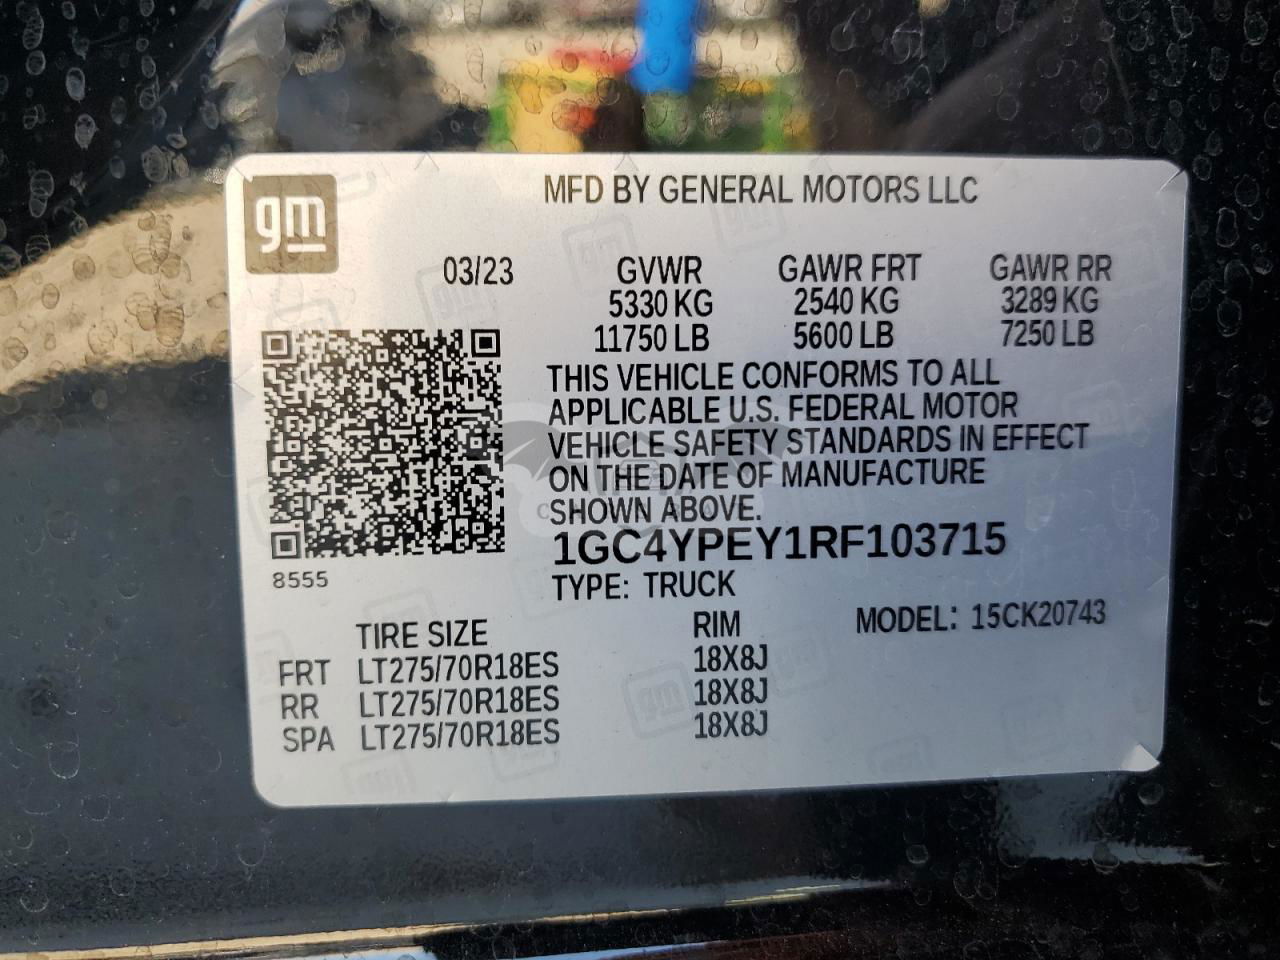 gm
MFD BY GENERAL MOTORS LLC
03/23 GVWR GAWR FRT GAWR RR
5330 KG 2540 KG 3289 KG
11750 LB 5600 LB 7250 LB
THIS VEHICLE CONFORMS TO ALL
APPLICABLE U.S. FEDERAL MOTOR
VEHICLE SAFETY STANDARDS IN EFFECT
ON THE DATE OF MANUFACTURE
SHOWN ABOVE.
1GC4YPEY1RF103715
8555
TYPE: TRUCK
TIRE SIZE RIM MODEL: 15CK20743
FRT LT275/70R18ES 18X8J
RR LT275/70R18ES 18X8J
SPA LT275/70R18ES 18X8J